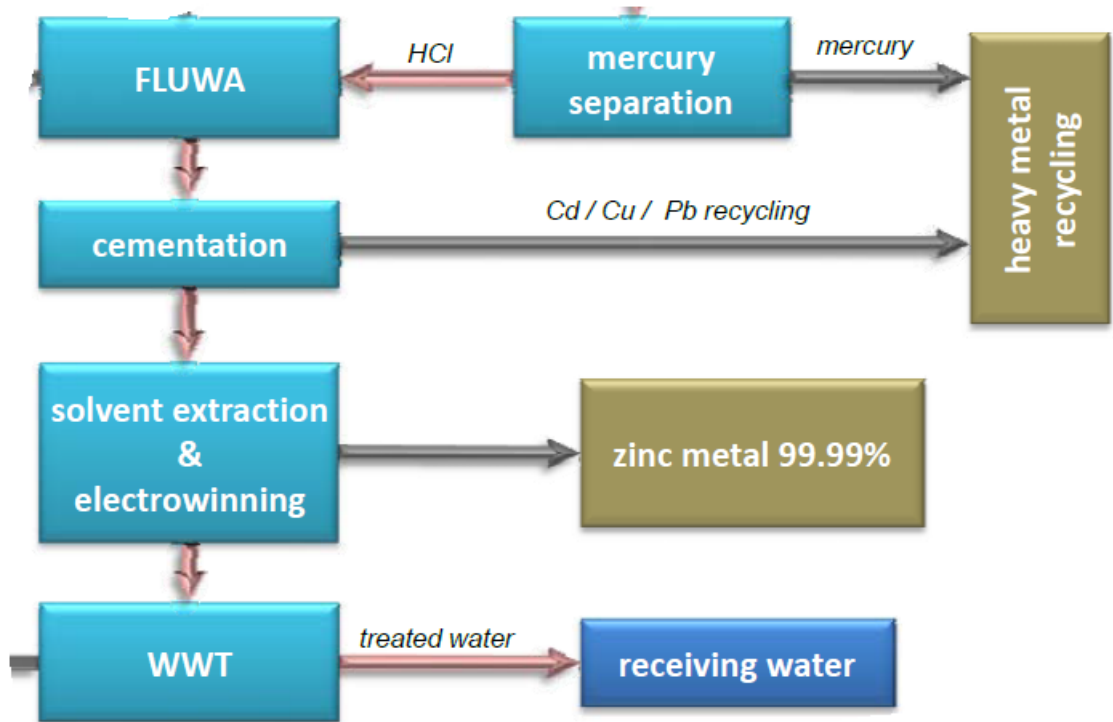 HCl
mercury
FLUWA
mercury
separation
heavy metal
recycling
Cd / Cu / Pb recycling
cementation
solvent extraction
&
electrowinning
zinc metal 99.99%
treated water
WWT
receiving water